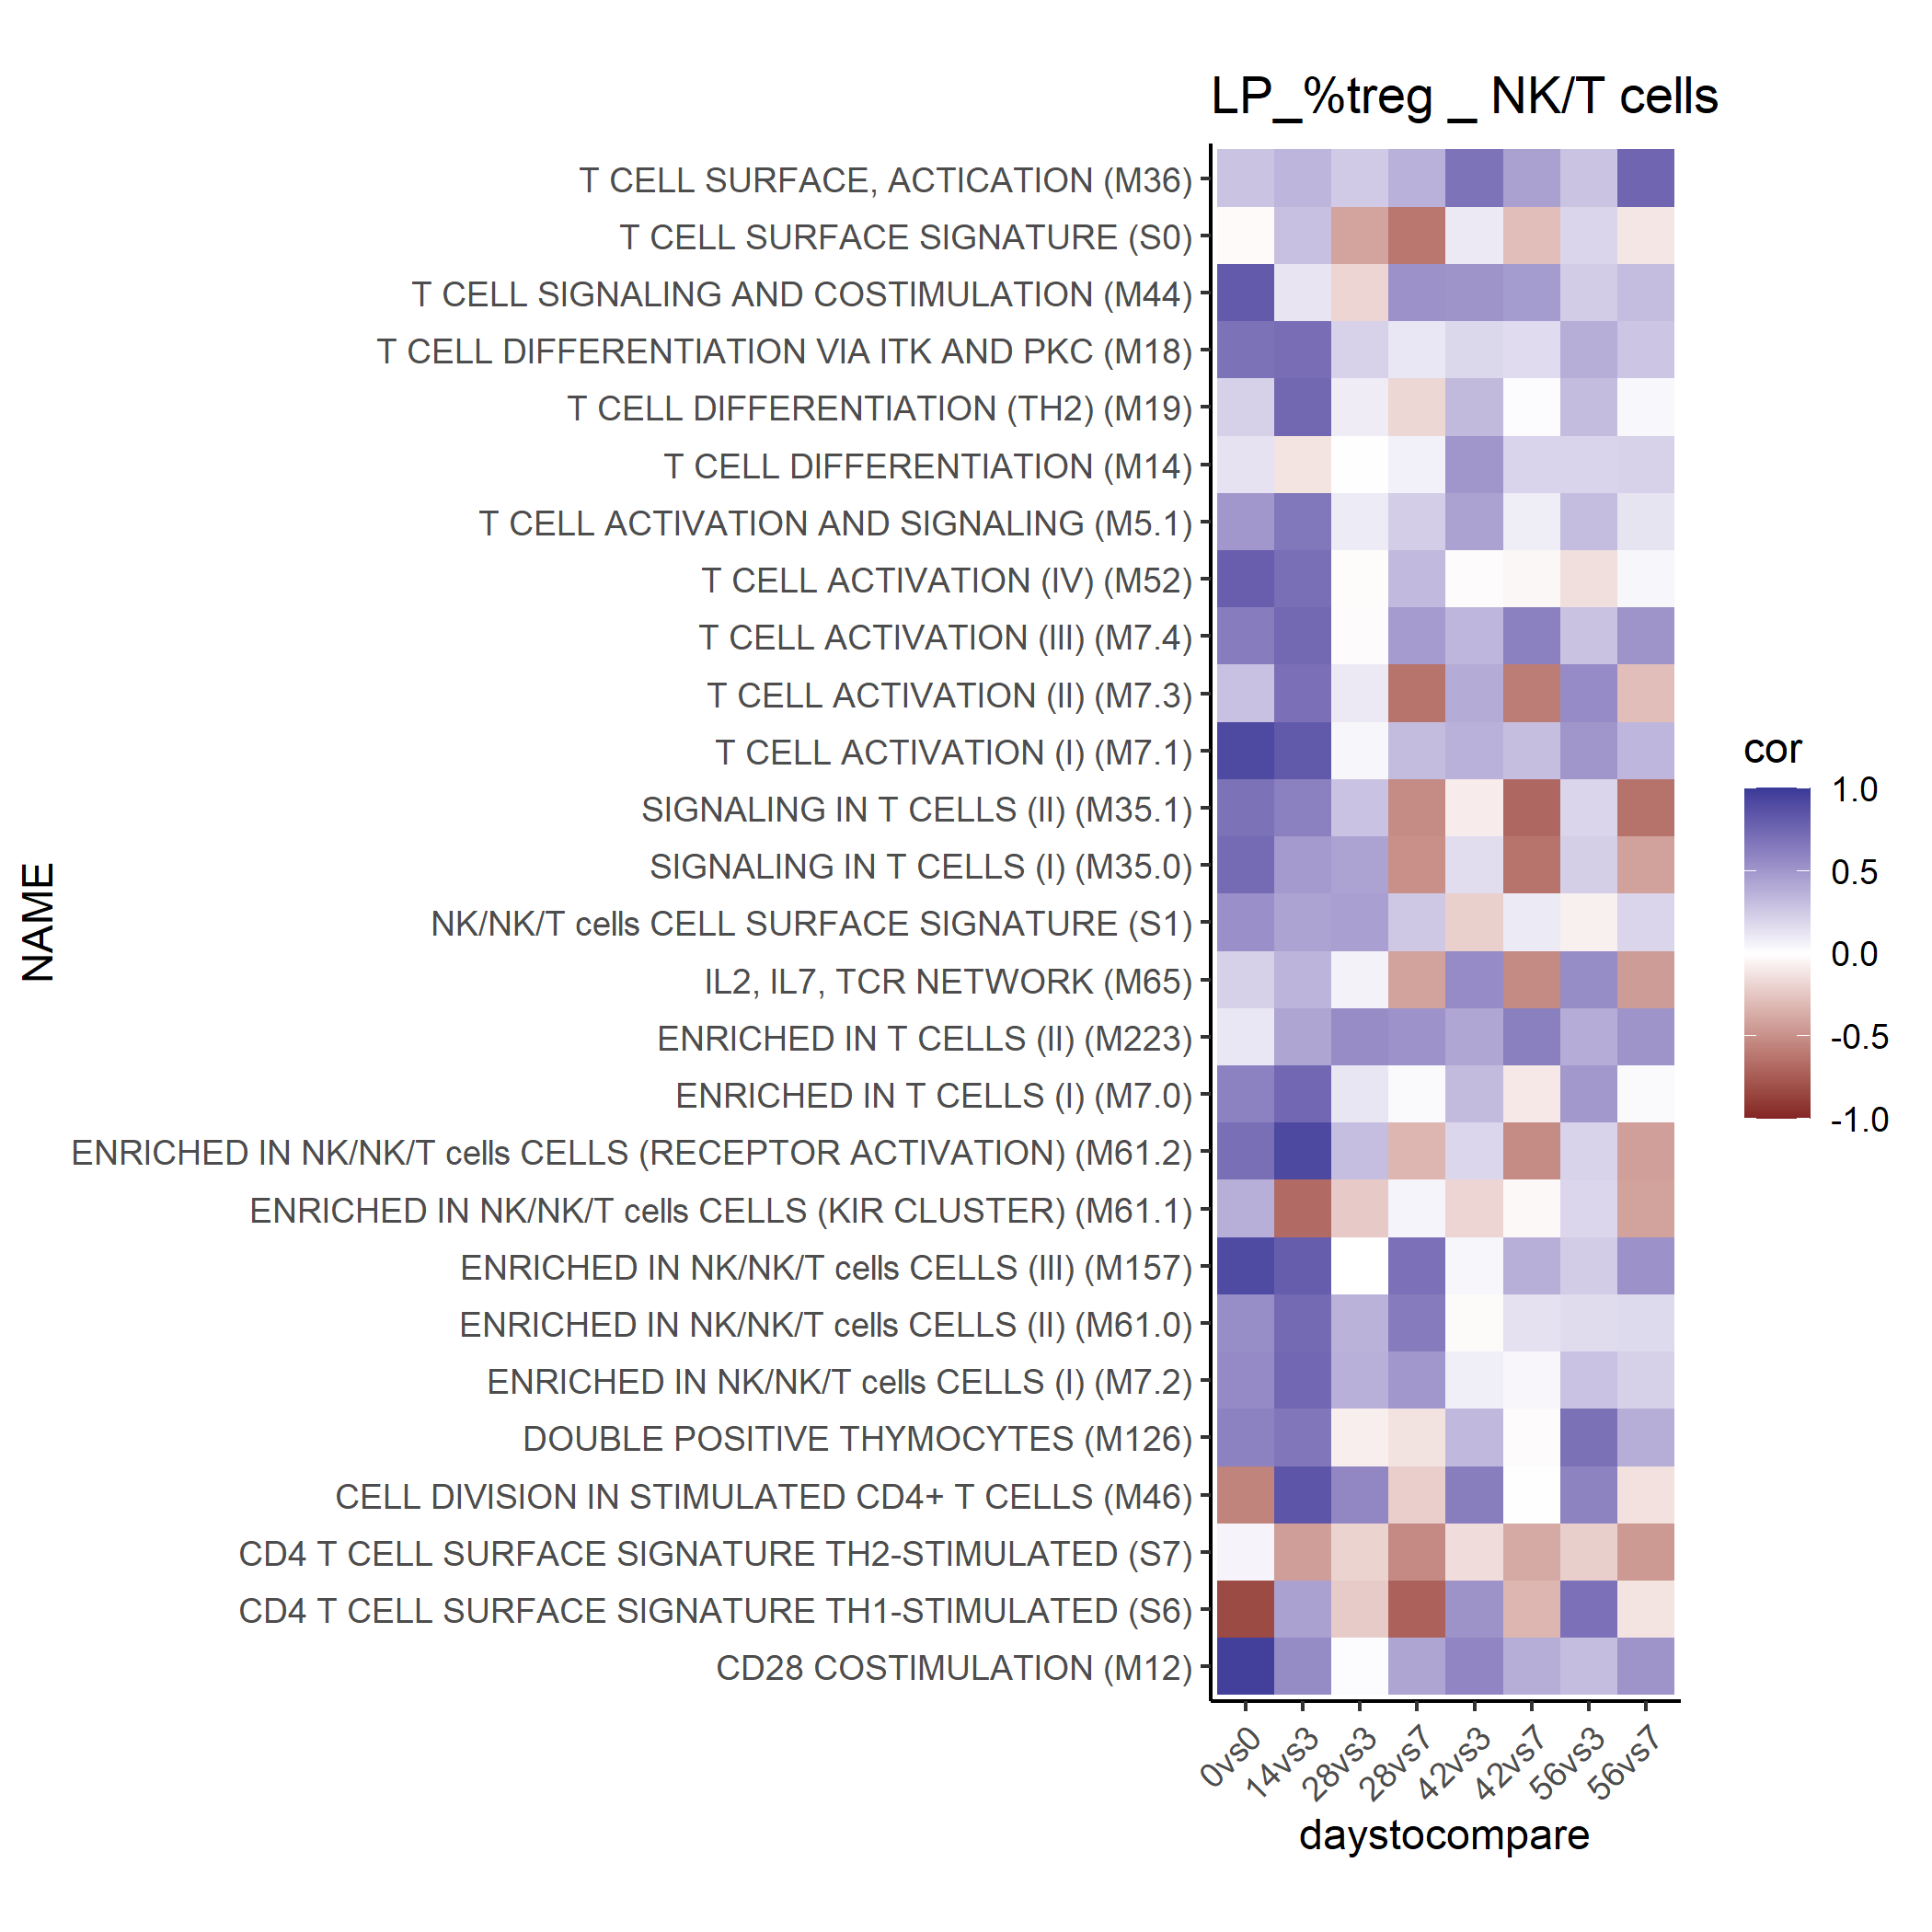 LP_%treg _ NK/T cells
T CELL SURFACE, ACTICATION (M36)
T CELL SURFACE SIGNATURE (S0)
T CELL SIGNALING AND COSTIMULATION (M44)
T CELL DIFFERENTIATION VIA ITK AND PKC (M18)
T CELL DIFFERENTIATION (TH2) (M19)
T CELL DIFFERENTIATION (M14)
T CELL ACTIVATION AND SIGNALING (M5.1)
T CELL ACTIVATION (IV) (M52)
T CELL ACTIVATION (III) (M7.4)
T CELL ACTIVATION (II) (M7.3)
T CELL ACTIVATION (I) (M7.1)
SIGNALING IN T CELLS (II) (M35.1)
SIGNALING IN T CELLS (I) (M35.0)
NK/NK/T cells CELL SURFACE SIGNATURE (S1)
IL2, IL7, TCR NETWORK (M65)
ENRICHED IN T CELLS (II) (M223)
ENRICHED IN T CELLS (I) (M7.0)
ENRICHED IN NK/NK/T cells CELLS (RECEPTOR ACTIVATION) (M61.2)
ENRICHED IN NK/NK/T cells CELLS (KIR CLUSTER) (M61.1)
ENRICHED IN NK/NK/T cells CELLS (III) (M157)
ENRICHED IN NK/NK/T cells CELLS (II) (M61.0)
ENRICHED IN NK/NK/T cells CELLS (I) (M7.2)
DOUBLE POSITIVE THYMOCYTES (M126)
CELL DIVISION IN STIMULATED CD4+ T CELLS (M46)
CD4 T CELL SURFACE SIGNATURE TH2-STIMULATED (S7)
CD4 T CELL SURFACE SIGNATURE TH1-STIMULATED (S6)
CD28 COSTIMULATION (M12)
NAME
0vs0
14vs3
28vs3
28vs7
42vs3
42vs7
56vs3
56vs7
daystocompare
cor
1.0
0.5
0.0
-0.5
-1.0